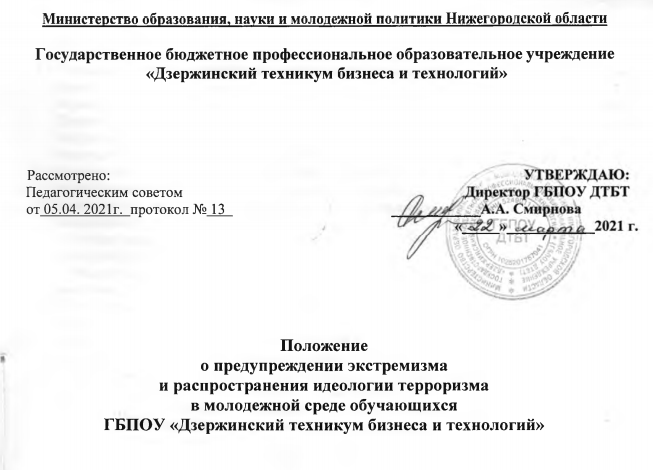 Министерство образования, науки и молодежной политики Нижегородской области
Государственное бюджетное профессиональное образовательное учреждение
«Дзержинский техникум бизнеса и технологий»
Рассмотрено:
Педагогическим советом
от 05.04. 2021г. протокол № 13
УТВЕРЖДАЮ:
Директор ГБПОУ ДТБТ
А.А. Смирнова
« 22 » марта 2021 г.
ГБПОУ
ДТБТ
Положение
о предупреждении экстремизма
и распространения идеологии терроризма
в молодежной среде обучающихся
ГБПОУ «Дзержинский техникум бизнеса и технологий»